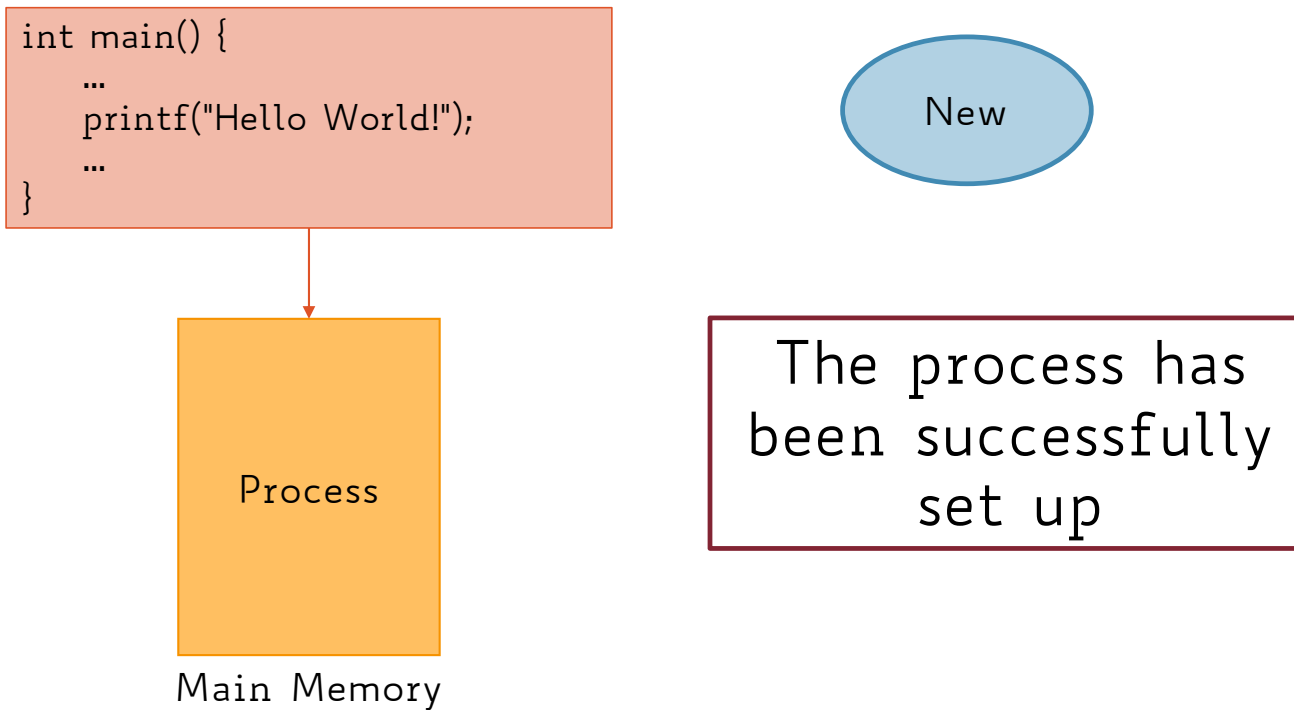 int main() {
...
printf("Hello World!");
...
}
New
Process
Main Memory
The process has
been successfully
set up